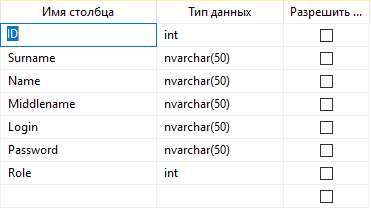 Имя столбца Тип данных Разрешить ...
ID int
Surname nvarchar(50)
Name nvarchar(50)
Middlename nvarchar(50)
Login nvarchar(50)
Password nvarchar(50)
Role int